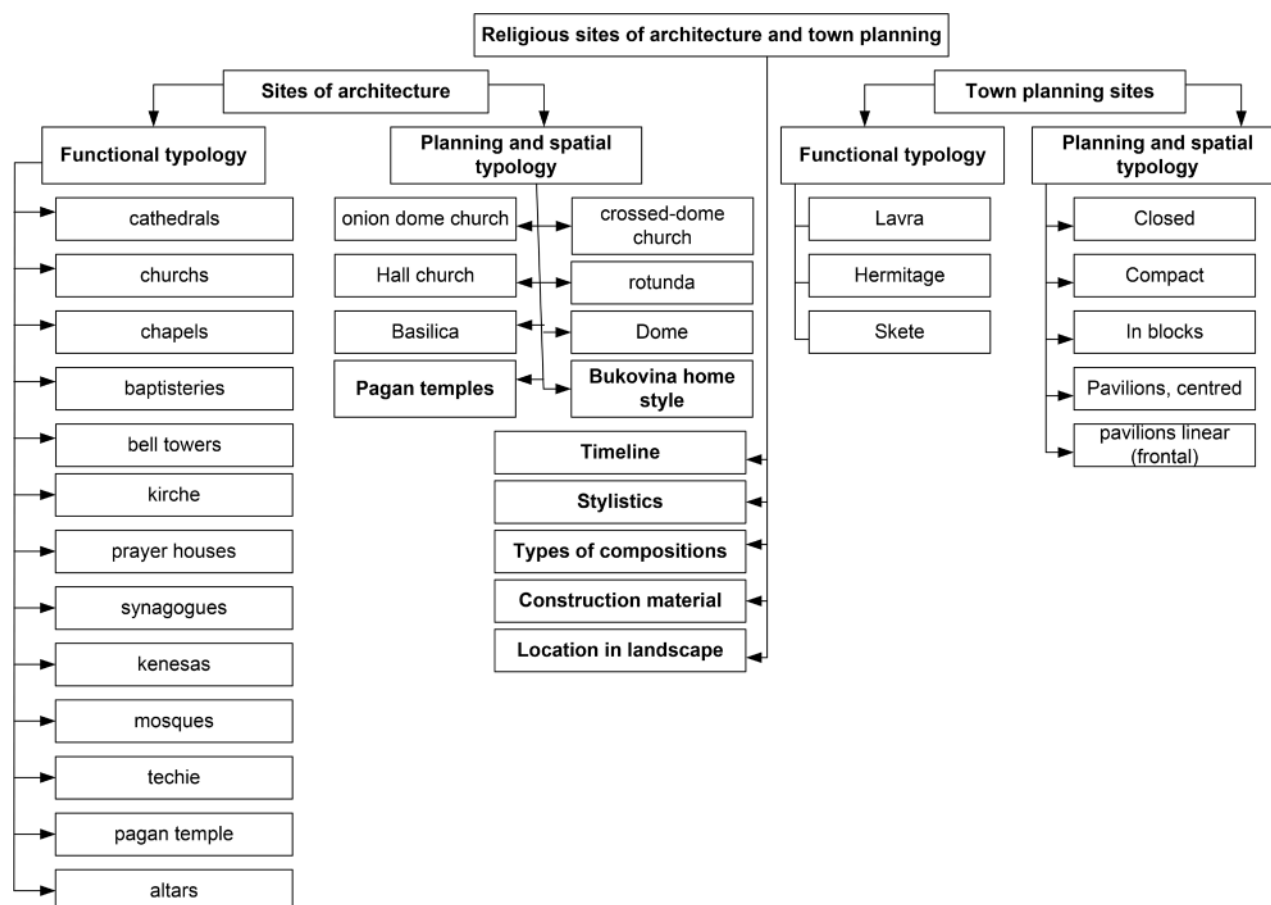 Religious sites of architecture and town planning
Sites of architecture
Town planning sites
Functional typology
Planning and spatial
typology
Functional typology
Planning and spatial
typology
cathedrals
churchs
chapels
baptisteries
bell towers
kirche
prayer houses
synagogues
kenesas
mosques
techie
pagan temple
altars
onion dome church
crossed-dome
church
Hall church
rotunda
Basilica
Dome
Pagan temples
Bukovina home
style
Timeline
Stylistics
Types of compositions
Construction material
Location in landscape
Lavra
Hermitage
Skete
Closed
Compact
In blocks
Pavilions, centred
pavilions linear
(frontal)